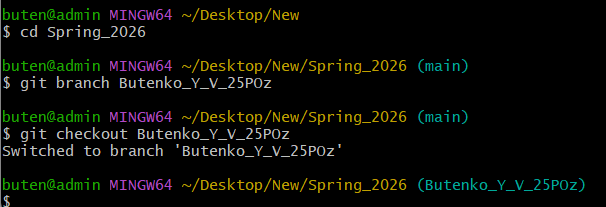 buten@admin MINGW64 ~/Desktop/New
$ cd Spring_2026
buten@admin MINGW64 ~/Desktop/New/Spring_2026 (main)
$ git branch Butenko_Y_V_25POz
buten@admin MINGW64 ~/Desktop/New/Spring_2026 (main)
$ git checkout Butenko_Y_V_25POz
Switched to branch 'Butenko_Y_V_25POz'
buten@admin MINGW64 ~/Desktop/New/Spring_2026 (Butenko_Y_V_25POz)
$